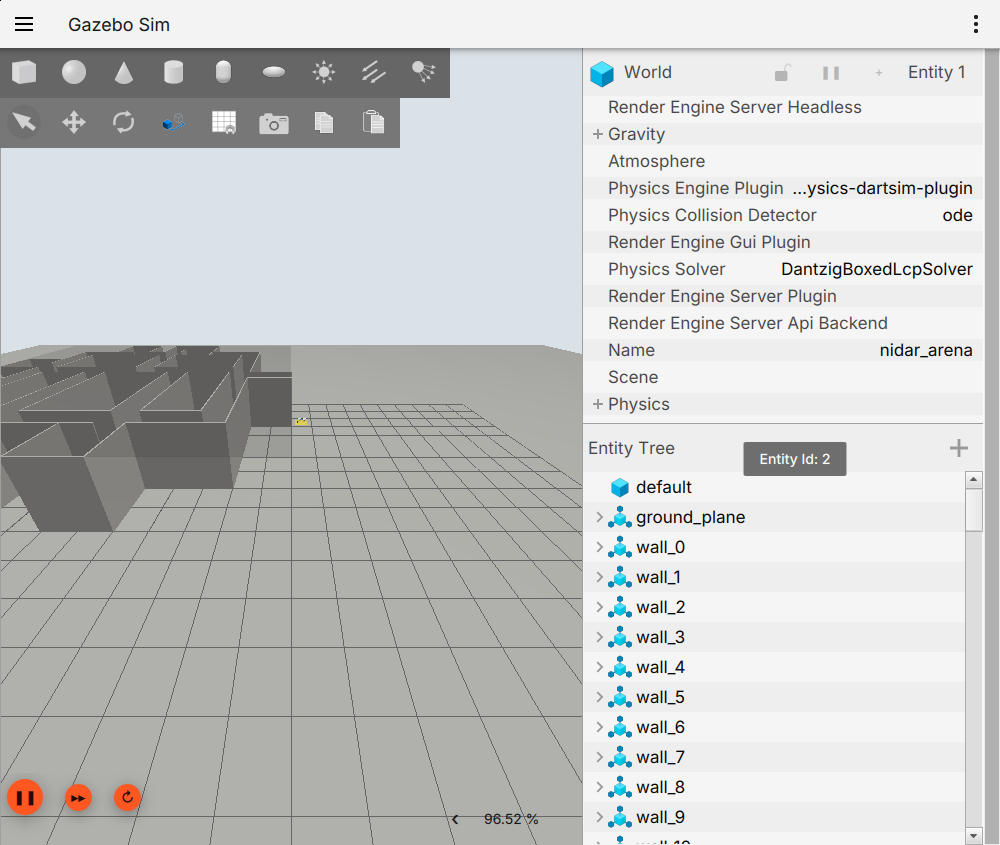 Gazebo Sim
World Entity 1
Render Engine Server Headless
Gravity
Atmosphere
Physics Engine Plugin ...ysics-dartsim-plugin
Physics Collision Detector ode
Render Engine Gui Plugin
Physics Solver DantzigBoxedLcpSolver
Render Engine Server Plugin
Render Engine Server Api Backend
Name nidar_arena
Scene
Physics
Entity Tree
Entity Id: 2
default
ground_plane
wall_0
wall_1
wall_2
wall_3
wall_4
wall_5
wall_6
wall_7
wall_8
wall_9
96.52 %